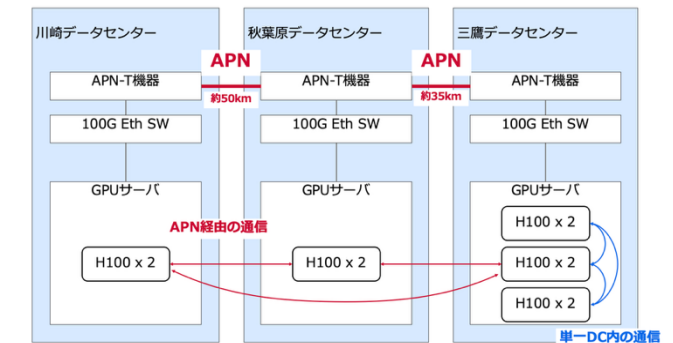 川崎データセンター
秋葉原データセンター
三鷹データセンター
APN
APN
APN-T機器
APN-T機器
APN-T機器
約50km
約35km
100G Eth SW
100G Eth SW
100G Eth SW
GPUサーバ
GPUサーバ
GPUサーバ
H100 x 2
APN経由の通信
H100 x 2
H100 x 2
H100 x 2
H100 x 2
単一DC内の通信